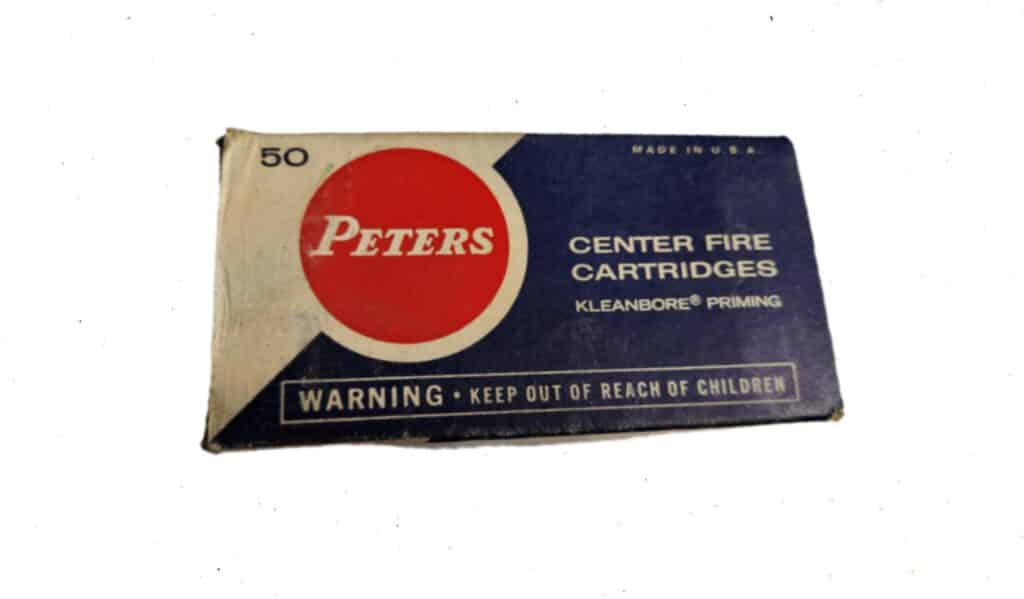 50
MADE IN U.S.A.
PETERS
CENTER FIRE
CARTRIDGES
KLEANBORE® PRIMING
WARNING • KEEP OUT OF REACH OF CHILDREN